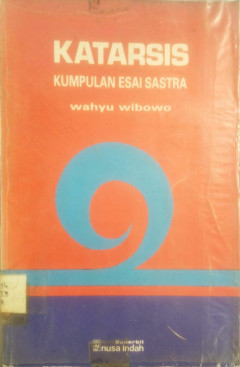 KATARSIS
KUMPULAN ESAI SASTRA
wahyu wibowo
nusa indah